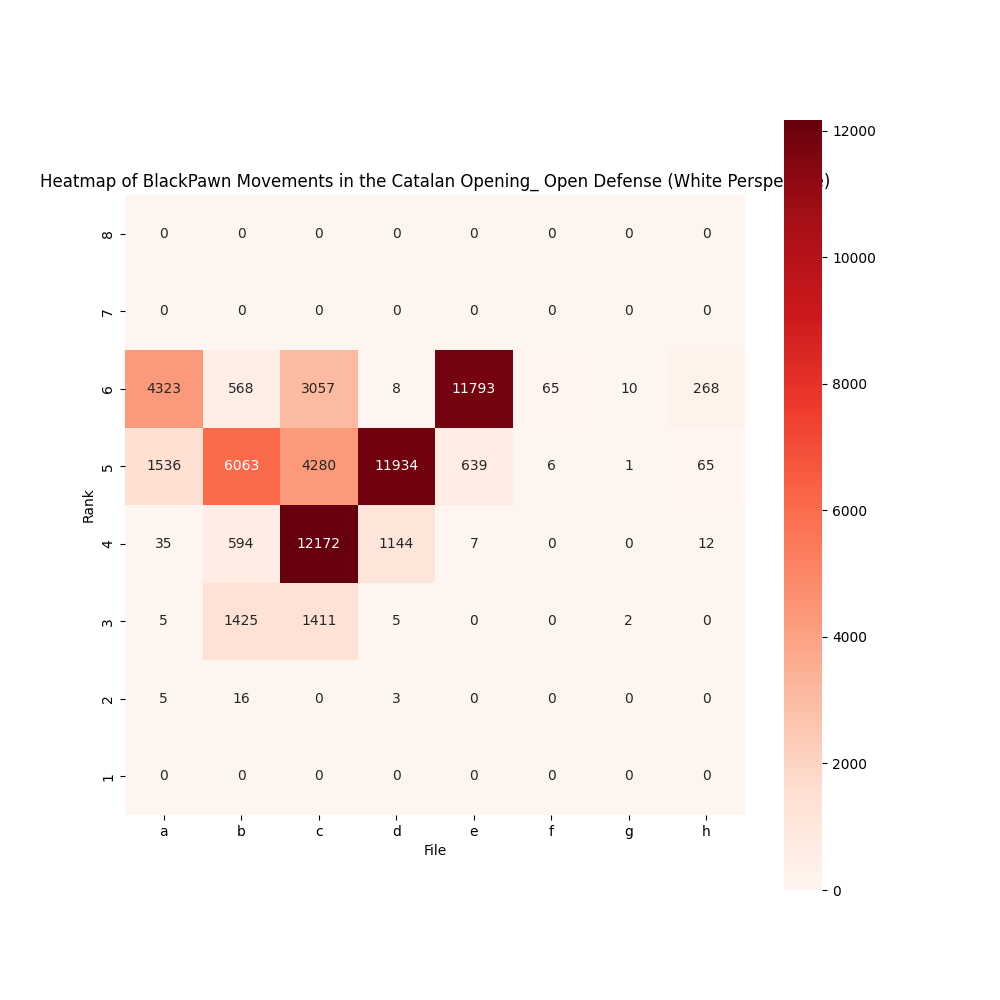 Heatmap of BlackPawn Movements in the Catalan Opening_ Open Defense (White Perspe e)
12000
10000
8000
6000
4000
2000
0
8 0 0 0 0 0 0 0 0
7 0 0 0 0 0 0 0 0
6 4323 568 3057 8 11793 65 10 268
5 1536 6063 4280 11934 639 6 1 65
4 35 594 12172 1144 7 0 0 12
3 5 1425 1411 5 0 0 2 0
2 5 16 0 3 0 0 0 0
1 0 0 0 0 0 0 0 0
Rank
a b c d e f g h
File